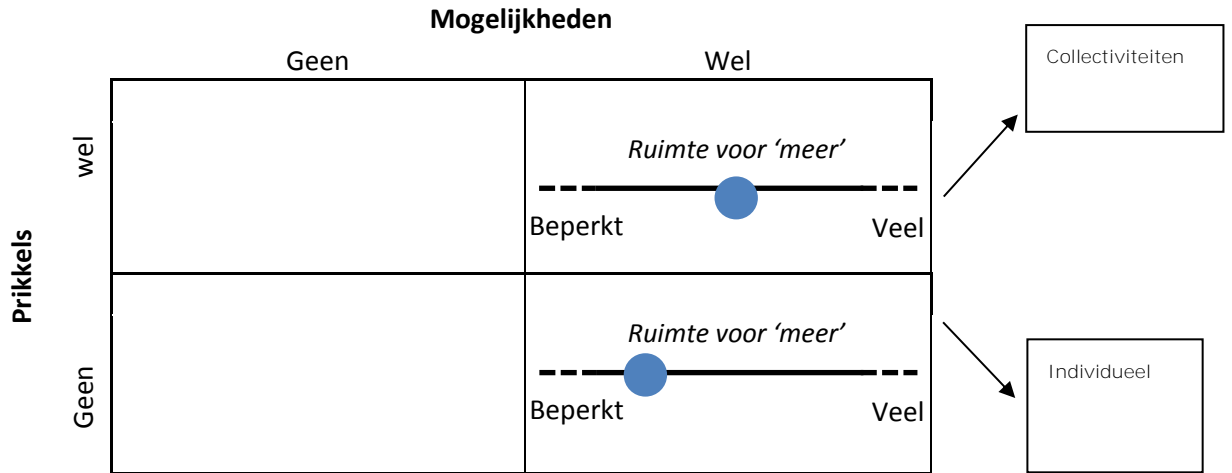 Mogelijkheden
Geen
Wel
Collectiviteiten
Prikkels
wel
Ruimte voor ‘meer’
Beperkt
Veel
Geen
Ruimte voor ‘meer’
Beperkt
Veel
Individueel